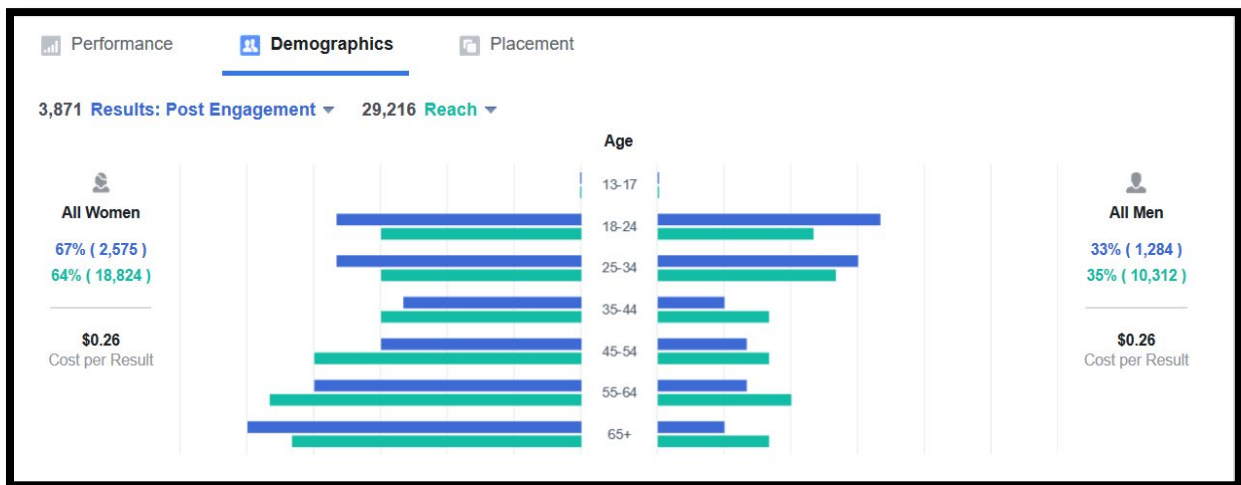 Performance Demographics Placement
3,871 Results: Post Engagement 29,216 Reach
Age
All Women
67% ( 2,575 )
64% ( 18,824 )
$0.26
Cost per Result
13-17
18-24
25-34
35-44
45-54
55-64
65+
All Men
33% ( 1,284 )
35% ( 10,312 )
$0.26
Cost per Result